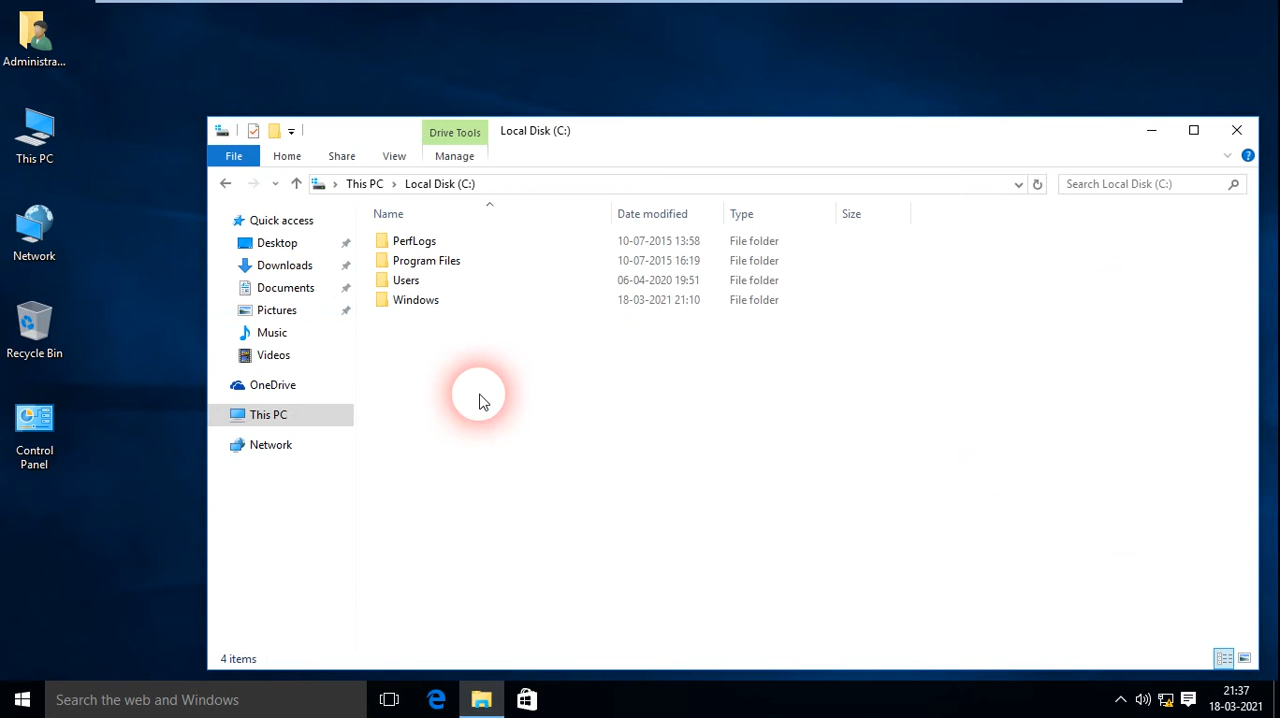 Administra...
This PC
Network
Recycle Bin
Control
Panel
Drive Tools
Local Disk (C:)
File
Home
Share
View
Manage
This PC > Local Disk (C:)
Search Local Disk (C:)
Quick access
Desktop
Downloads
Documents
Pictures
Music
Videos
OneDrive
This PC
Network
Name Date modified Type Size
PerfLogs 10-07-2015 13:58 File folder
Program Files 10-07-2015 16:19 File folder
Users 06-04-2020 19:51 File folder
Windows 18-03-2021 21:10 File folder
4 items
Search the web and Windows
21:37
18-03-2021